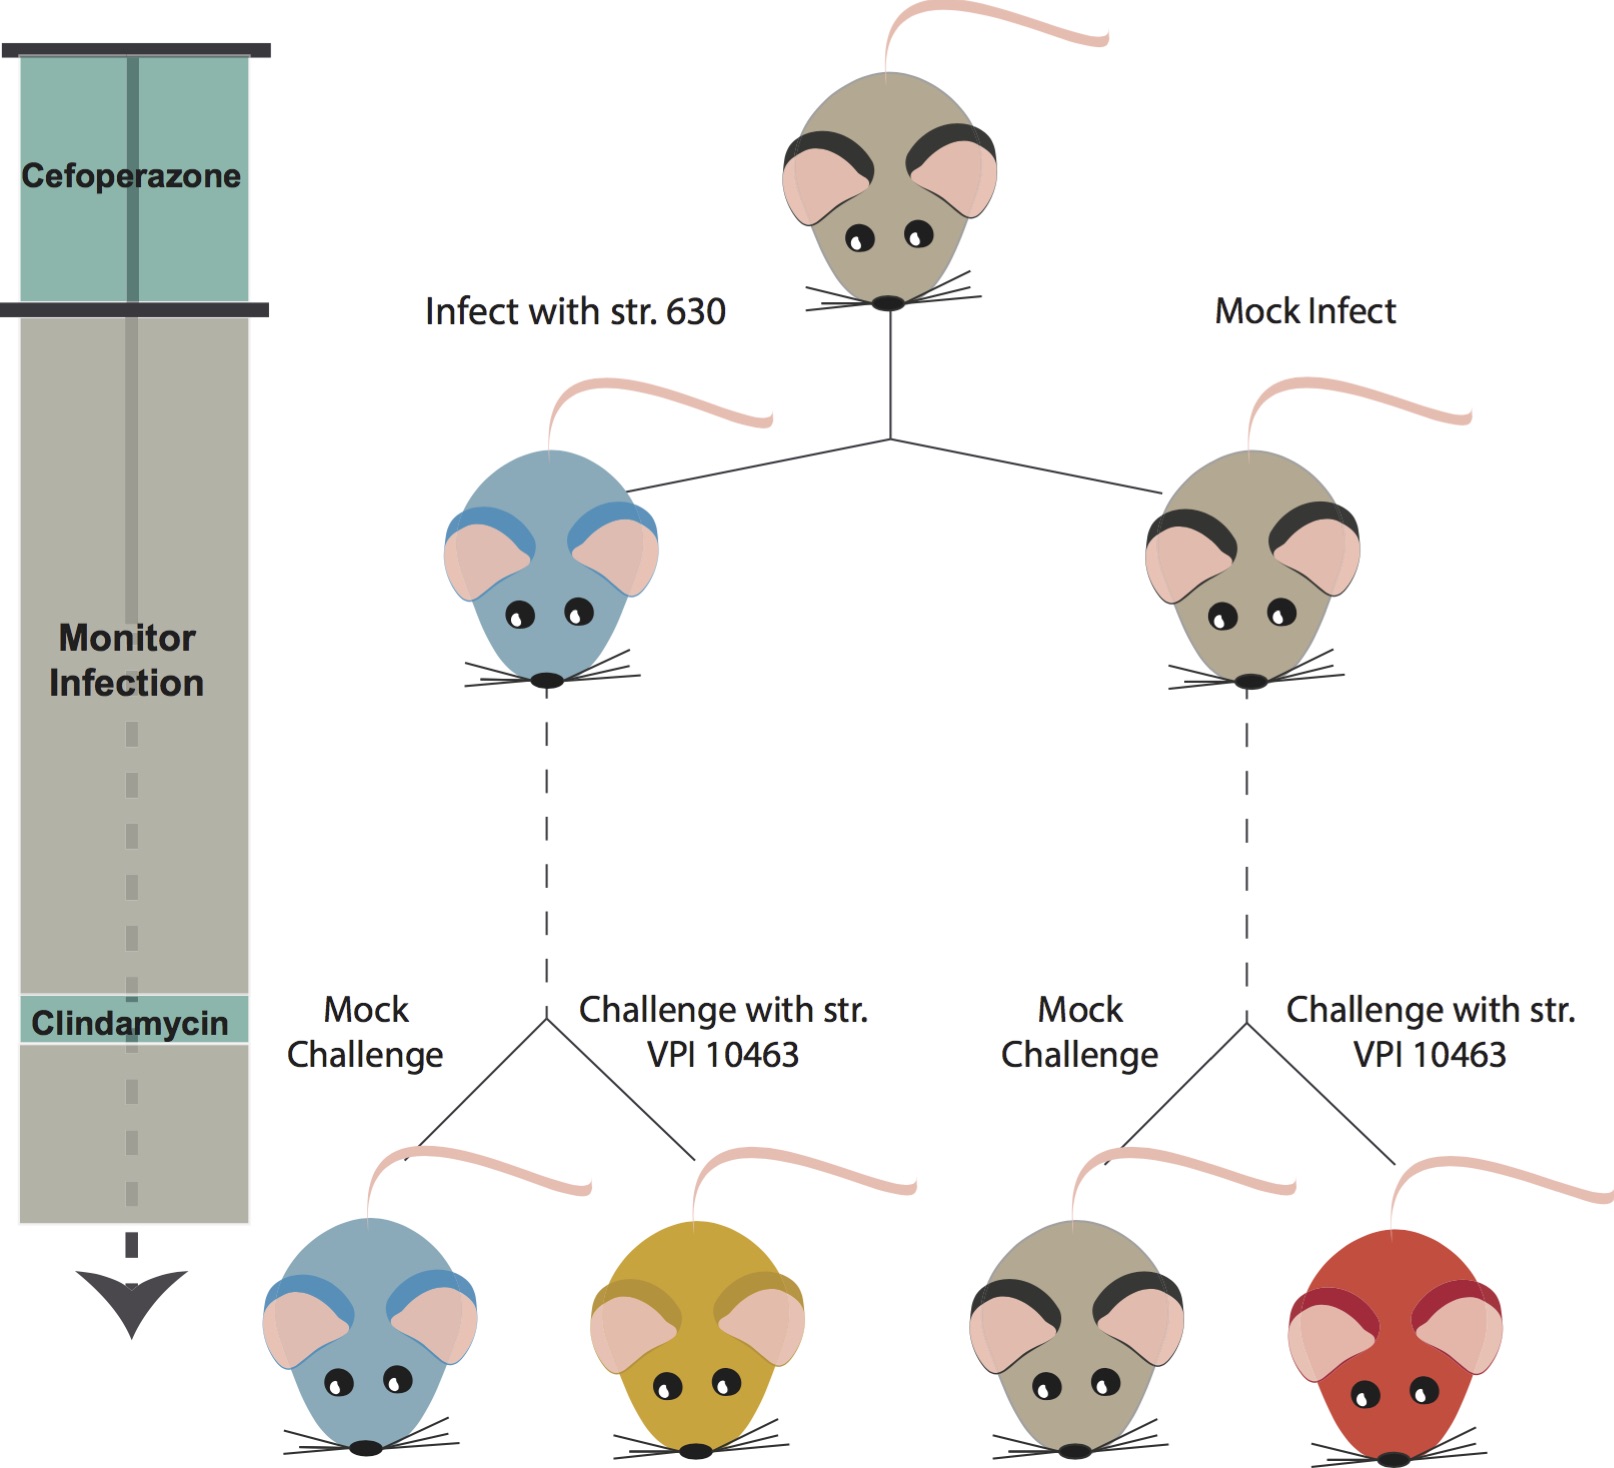 Cefoperazone
Infect with str. 630
Mock Infect
Monitor
Infection
Mock
Challenge
Challenge with str.
VPI 10463
Mock
Challenge
Challenge with str.
VPI 10463
Clindamycin